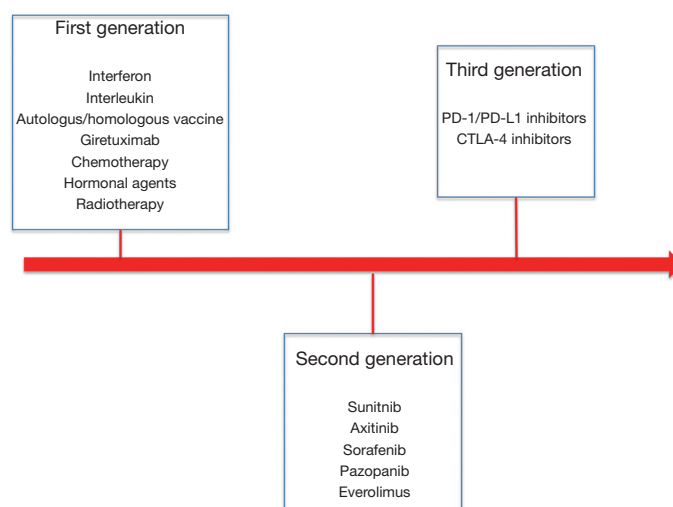 First generation
Interferon
Interleukin
Autologus/homologous vaccine
Giretuximab
Chemotherapy
Hormonal agents
Radiotherapy
Third generation
PD-1/PD-L1 inhibitors
CTLA-4 inhibitors
Second generation
Sunitnib
Axitinib
Sorafenib
Pazopanib
Everolimus